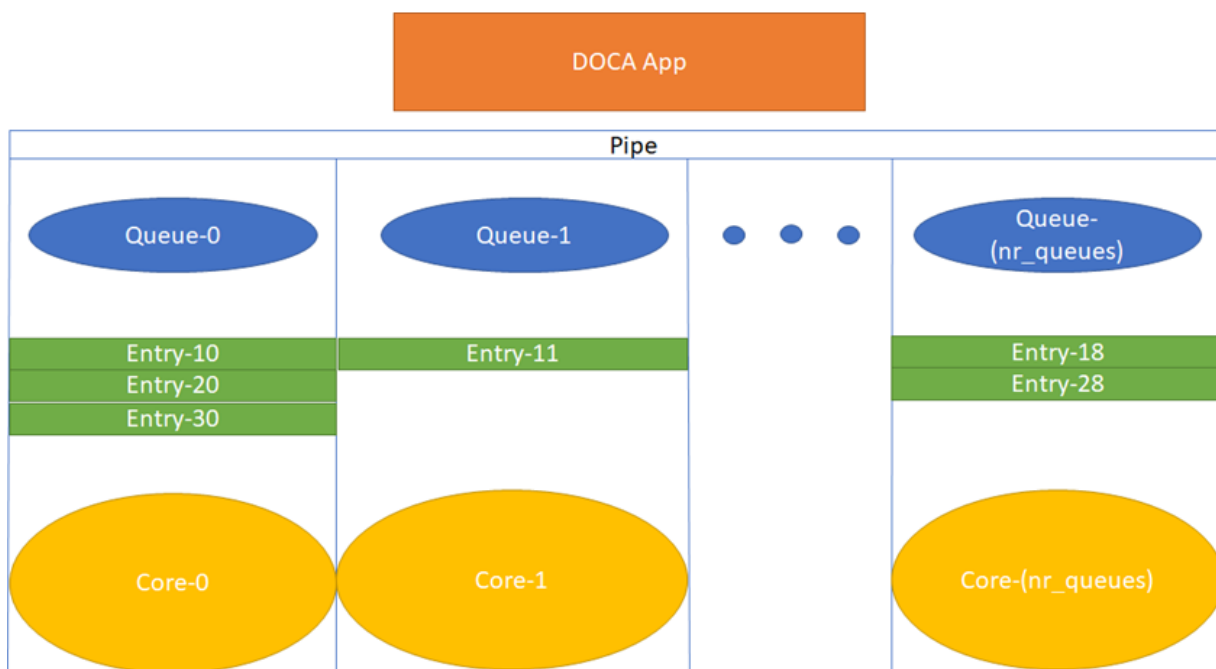 DOCA App
Pipe
Queue-0
Queue-1
Queue-
(nr_queues)
Entry-10
Entry-11
Entry-18
Entry-20
Entry-28
Entry-30
Core-0
Core-1
Core-(nr_queues)